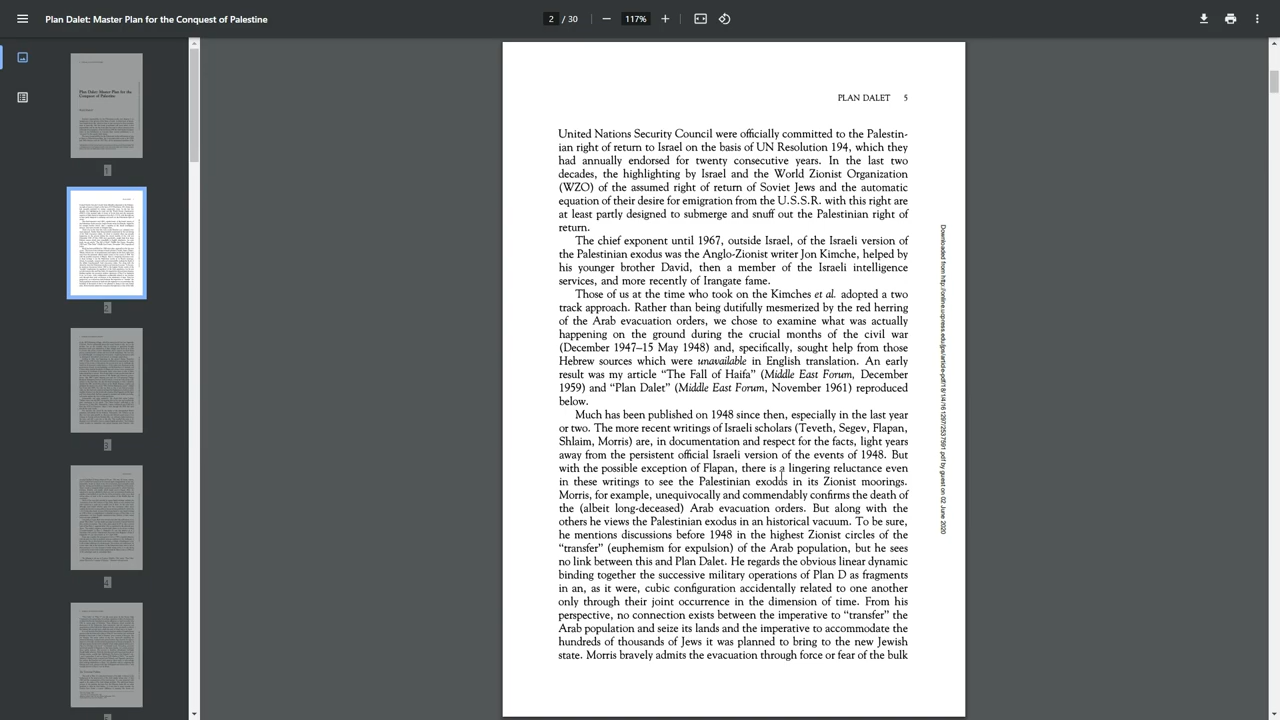 Plan Dalet: Master Plan for the Conquest of Palestine
2 / 30
117%
PLAN DALET 5
United Nations Security Council were officially committed to the Palestin-
ian right of return to Israel on the basis of UN Resolution 194, which they
had annually endorsed for twenty consecutive years. In the last two
decades, the highlighting by Israel and the World Zionist Organization
(WZO) of the assumed right of return of Soviet Jews and the automatic
equation of their desire for emigration from the U.S.S.R. with this right are
at least partly designed to submerge and snuff out the Palestinian right of
return.
The chief exponent until 1967, outside Israel, of the Israeli version of
the Palestinian exodus was the Anglo-Zionist writer Jon Kimche, helped by
his younger brother David, then a member of the Israeli intelligence
services, and more recently of Irangate fame.
Those of us at the time who took on the Kimches et al. adopted a two
track approach. Rather than being dutifully mesmerized by the red herring
of the Arab evacuation orders, we chose to examine what was actually
happening on the ground during the crucial months of the civil war
(December 1947–15 May 1948) and, specifically, sought help from those
Hebrew sources which were unavailable in English translation. An early
result was my article “The Fall of Haifa” (Middle East Forum, December
1959) and “Plan Dalet” (Middle East Forum, November 1961) reproduced
below.
Much has been published on 1948 since then, especially in the last year
or two. The more recent writings of Israeli scholars (Teveth, Segev, Flapan,
Shlaim, Morris) are, in documentation and respect for the facts, light years
away from the persistent official Israeli version of the events of 1948. But
with the possible exception of Flapan, there is a lingering reluctance even
in these writings to see the Palestinian exodus in its Zionist moorings.
Morris, for example, unequivocally and commendably confirms the death of
the (albeit long-deceased) Arab evacuation orders. But along with the
others he views the Palestinian exodus in an historical vacuum. To be sure,
he mentions discussions before 1948 in the highest Zionist circles of the
“transfer” (euphemism for expulsion) of the Arab population, but he sees
no link between this and Plan Dalet. He regards the obvious linear dynamic
binding together the successive military operations of Plan D as fragments
in an, as it were, cubic configuration accidentally related to one another
only through their joint occurrence in the dimension of time. From his
perspective, no connection exists between the imperative to “transfer” the
Arab population and seize its lands and the imperative to accommodate the
hundreds of thousands of Jews it was planned to bring to the new Jewish
state. Morris bravely admits the evacuation through force or fear of the bulk
1
2
3
4